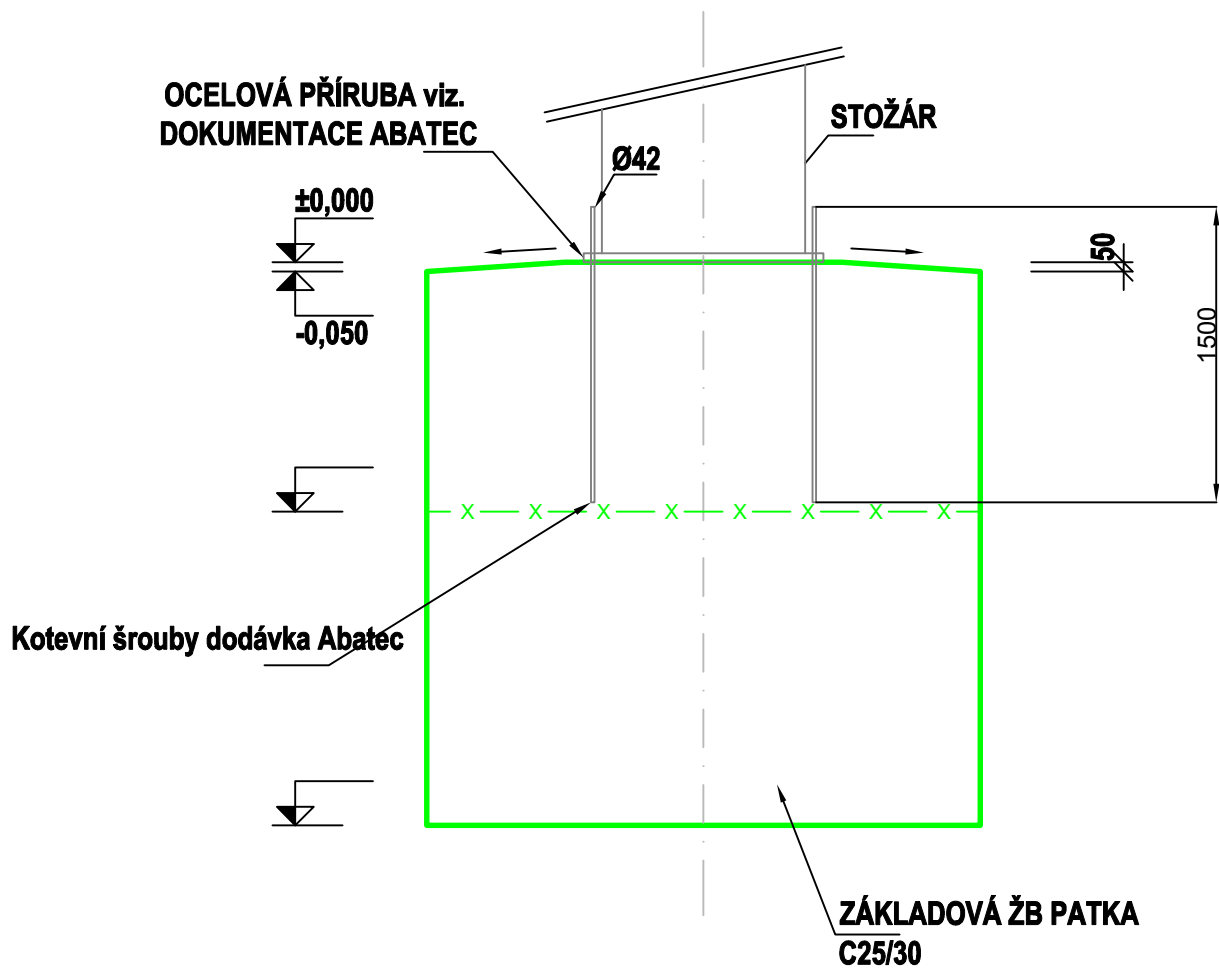 OCELOVÁ PŘÍRUBA viz.
DOKUMENTACE ABATEC
STOŽÁR
Ø42
±0,000
50
-0,050
1500
X X X X X X X X
Kotevní šrouby dodávka Abatec
ZÁKLADOVÁ ŽB PATKA
C25/30